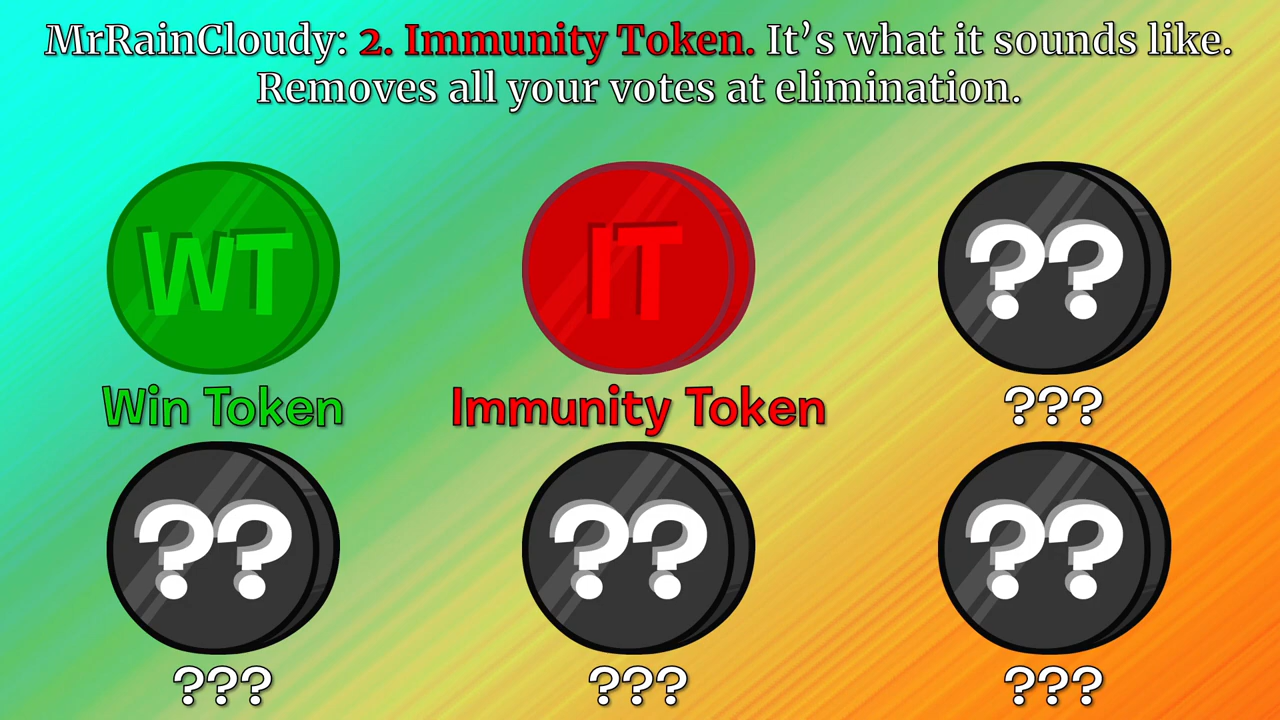 MrRainCloudy: 2. Immunity Token. It’s what it sounds like.
Removes all your votes at elimination.
WT
IT
??
Win Token
Immunity Token
???
??
??
??
???
???
???